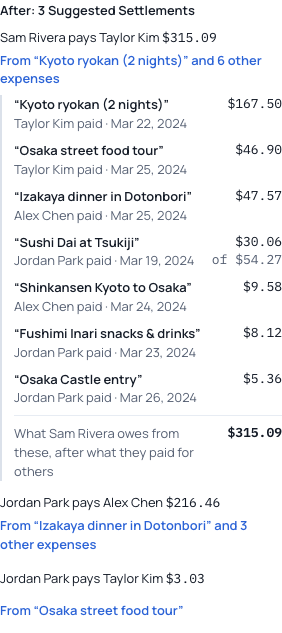 After: 3 Suggested Settlements
Sam Rivera pays Taylor Kim $315.09
From “Kyoto ryokan (2 nights)” and 6 other
expenses
“Kyoto ryokan (2 nights)” $167.50
Taylor Kim paid · Mar 22, 2024
“Osaka street food tour” $46.90
Taylor Kim paid · Mar 25, 2024
“Izakaya dinner in Dotonbori” $47.57
Alex Chen paid · Mar 25, 2024
“Sushi Dai at Tsukiji” $30.06
Jordan Park paid · Mar 19, 2024 of $54.27
“Shinkansen Kyoto to Osaka” $9.58
Alex Chen paid · Mar 24, 2024
“Fushimi Inari snacks & drinks” $8.12
Jordan Park paid · Mar 23, 2024
“Osaka Castle entry” $5.36
Jordan Park paid · Mar 26, 2024
What Sam Rivera owes from $315.09
these, after what they paid for
others
Jordan Park pays Alex Chen $216.46
From “Izakaya dinner in Dotonbori” and 3
other expenses
Jordan Park pays Taylor Kim $3.03
From “Osaka street food tour”